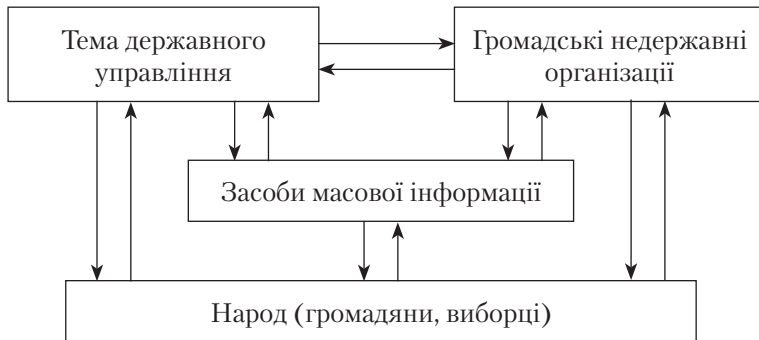 Тема державного
управління
Громадські недержавні
організації
Засоби масової інформації
Народ (громадяни, виборці)